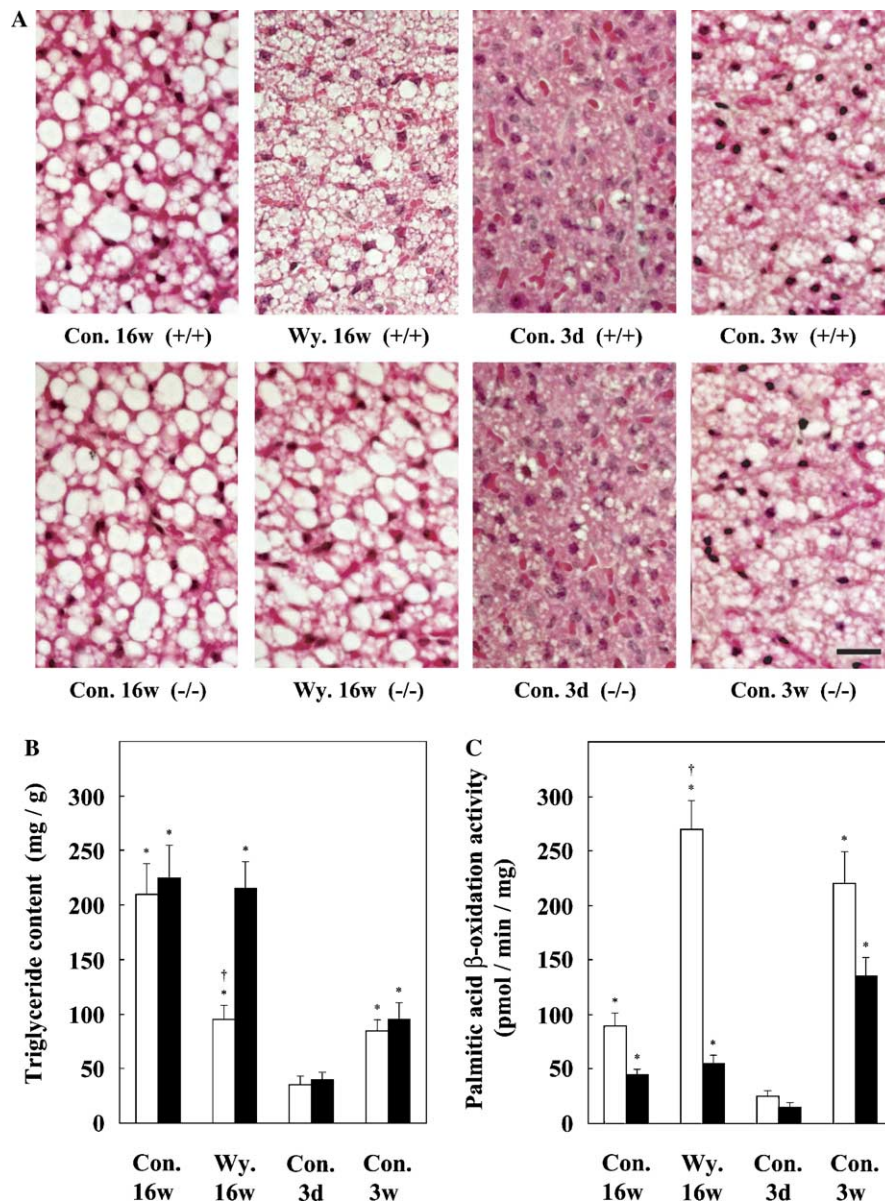 A
Con. 16w (+/+)
Wy. 16w (+/+)
Con. 3d (+/+)
Con. 3w (+/+)
Con. 16w (-/-)
Wy. 16w (-/-)
Con. 3d (-/-)
Con. 3w (-/-)
B
Triglyceride content (mg / g)
300
250
200
150
100
50
0
*
*
†
*
*
*
*
Con.
16w
Wy.
16w
Con.
3d
Con.
3w
C
Palmitic acid β-oxidation activity
(pmol / min / mg)
300
250
200
150
100
50
0
*
*
†
*
*
*
*
Con.
16w
Wy.
16w
Con.
3d
Con.
3w